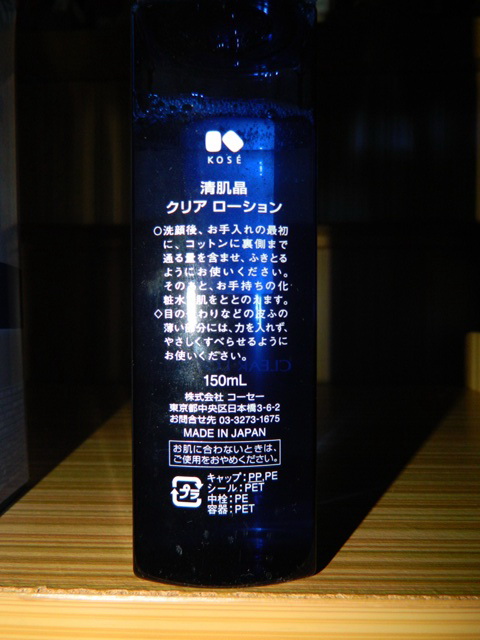 KOSÉ
清肌晶
クリア ローション
○洗顔後、お手入れの最初
に、コットンに裏側まで
通る量を含ませ、ふきとる
ようにお使いください。
そのあと、お手持ちの化
粧水で肌をととのえます。
◇目のまわりなどの皮ふの
薄い部分には、力を入れず、
やさしくすべらせるように
お使いください。
150mL
株式会社 コーセー
東京都中央区日本橋3-6-2
お問合せ先 03-3273-1675
MADE IN JAPAN
お肌に合わないときは、
ご使用をおやめください。
プラ
キャップ:PP,PE
シール:PET
中栓:PE
容器:PET